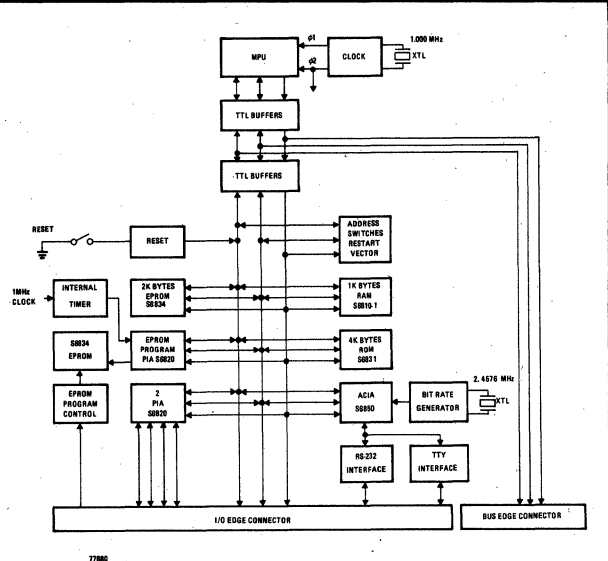 ϕ1
1.000 MHz
MPU
CLOCK
XTL
ϕ2
TTL BUFFERS
TTL BUFFERS
RESET
RESET
ADDRESS
SWITCHES
RESTART
VECTOR
1MHz
CLOCK
INTERNAL
TIMER
2K BYTES
EPROM
S6834
1K BYTES
RAM
S6810-1
S6834
EPROM
EPROM
PROGRAM
PIA S6820
4K BYTES
ROM
S6831
EPROM
PROGRAM
CONTROL
2
PIA
S6820
ACIA
S6850
BIT RATE
GENERATOR
2.4576 MHz
XTL
RS-232
INTERFACE
TTY
INTERFACE
I/O EDGE CONNECTOR
BUS EDGE CONNECTOR
77680